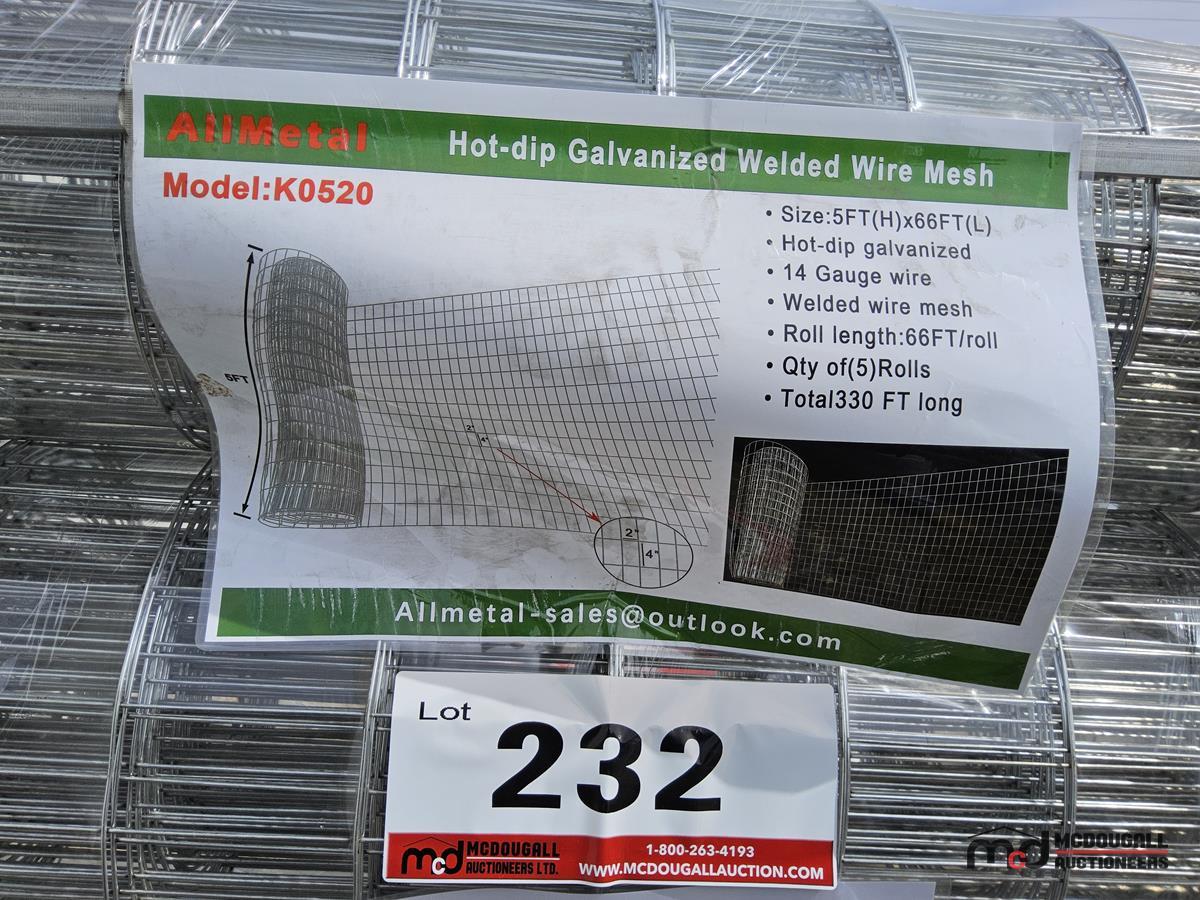 AllMetal
Hot-dip Galvanized Welded Wire Mesh
Model:K0520
• Size:5FT(H)x66FT(L)
• Hot-dip galvanized
• 14 Gauge wire
• Welded wire mesh
• Roll length:66FT/roll
• Qty of(5)Rolls
• Total330 FT long
5FT
2"
4"
2"
4"
Allmetal-sales@outlook.com
Lot
232
mcd MCDOUGALL
AUCTIONEERS LTD.
1-800-263-4193
WWW.MCDOUGALLAUCTION.COM
mcd MCDOUGALL
AUCTIONEERS